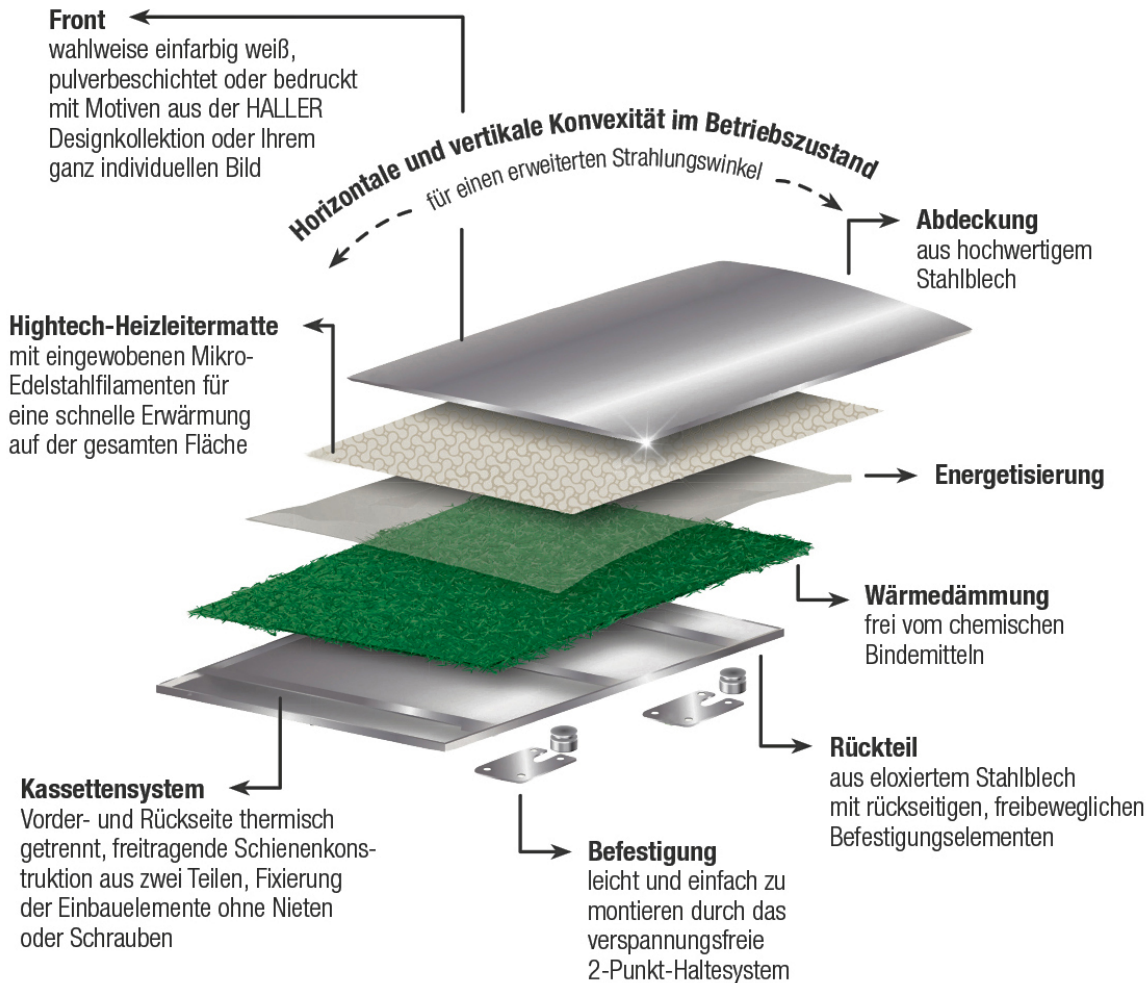 Front
wahlweise einfarbig weiß,
pulverbeschichtet oder bedruckt
mit Motiven aus der HALLER
Designkollektion oder Ihrem
ganz individuellen Bild
Horizontale und vertikale Konvexität im Betriebszustand
für einen erweiterten Strahlungswinkel
Abdeckung
aus hochwertigem
Stahlblech
Hightech-Heizleitermatte
mit eingewobenen Mikro-
Edelstahlfilamenten für
eine schnelle Erwärmung
auf der gesamten Fläche
Energetisierung
Wärmedämmung
frei vom chemischen
Bindemitteln
Rückteil
aus eloxiertem Stahlblech
mit rückseitigen, freibeweglichen
Befestigungselementen
Kassettensystem
Vorder- und Rückseite thermisch
getrennt, freitragende Schienenkons-
truktion aus zwei Teilen, Fixierung
der Einbauelemente ohne Nieten
oder Schrauben
Befestigung
leicht und einfach zu
montieren durch das
verspannungsfreie
2-Punkt-Haltesystem